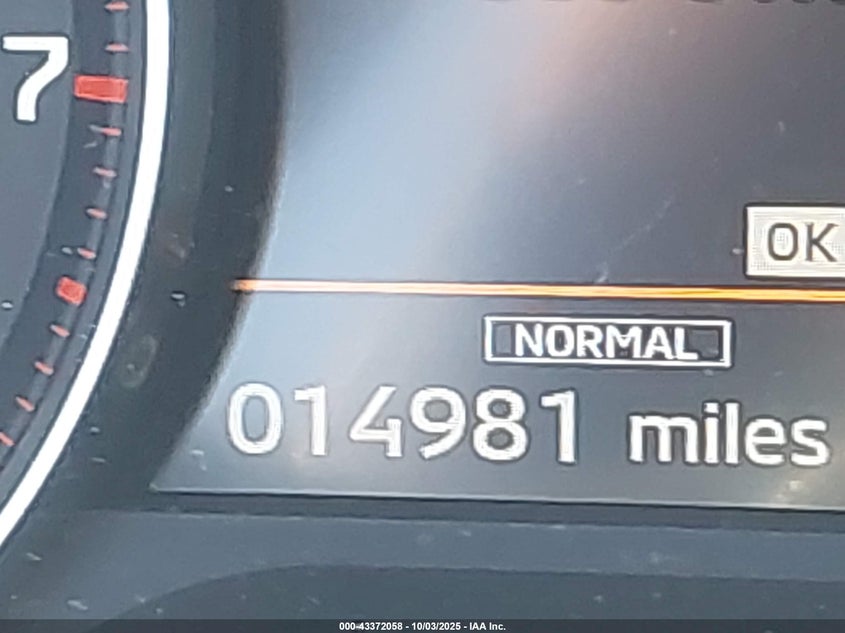 7
OK
NORMAL
014981 miles
000-43372058 - 10/03/2025 - IAA Inc.